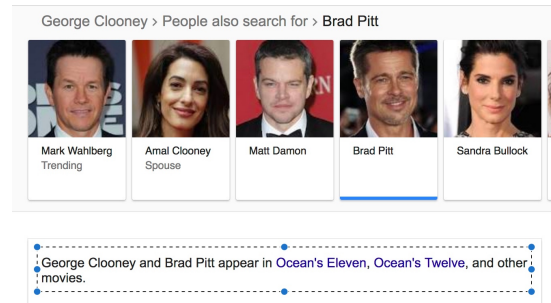 George Clooney > People also search for > Brad Pitt
Mark Wahlberg
Trending
Amal Clooney
Spouse
Matt Damon
Brad Pitt
Sandra Bullock
George Clooney and Brad Pitt appear in Ocean's Eleven, Ocean's Twelve, and other
movies.